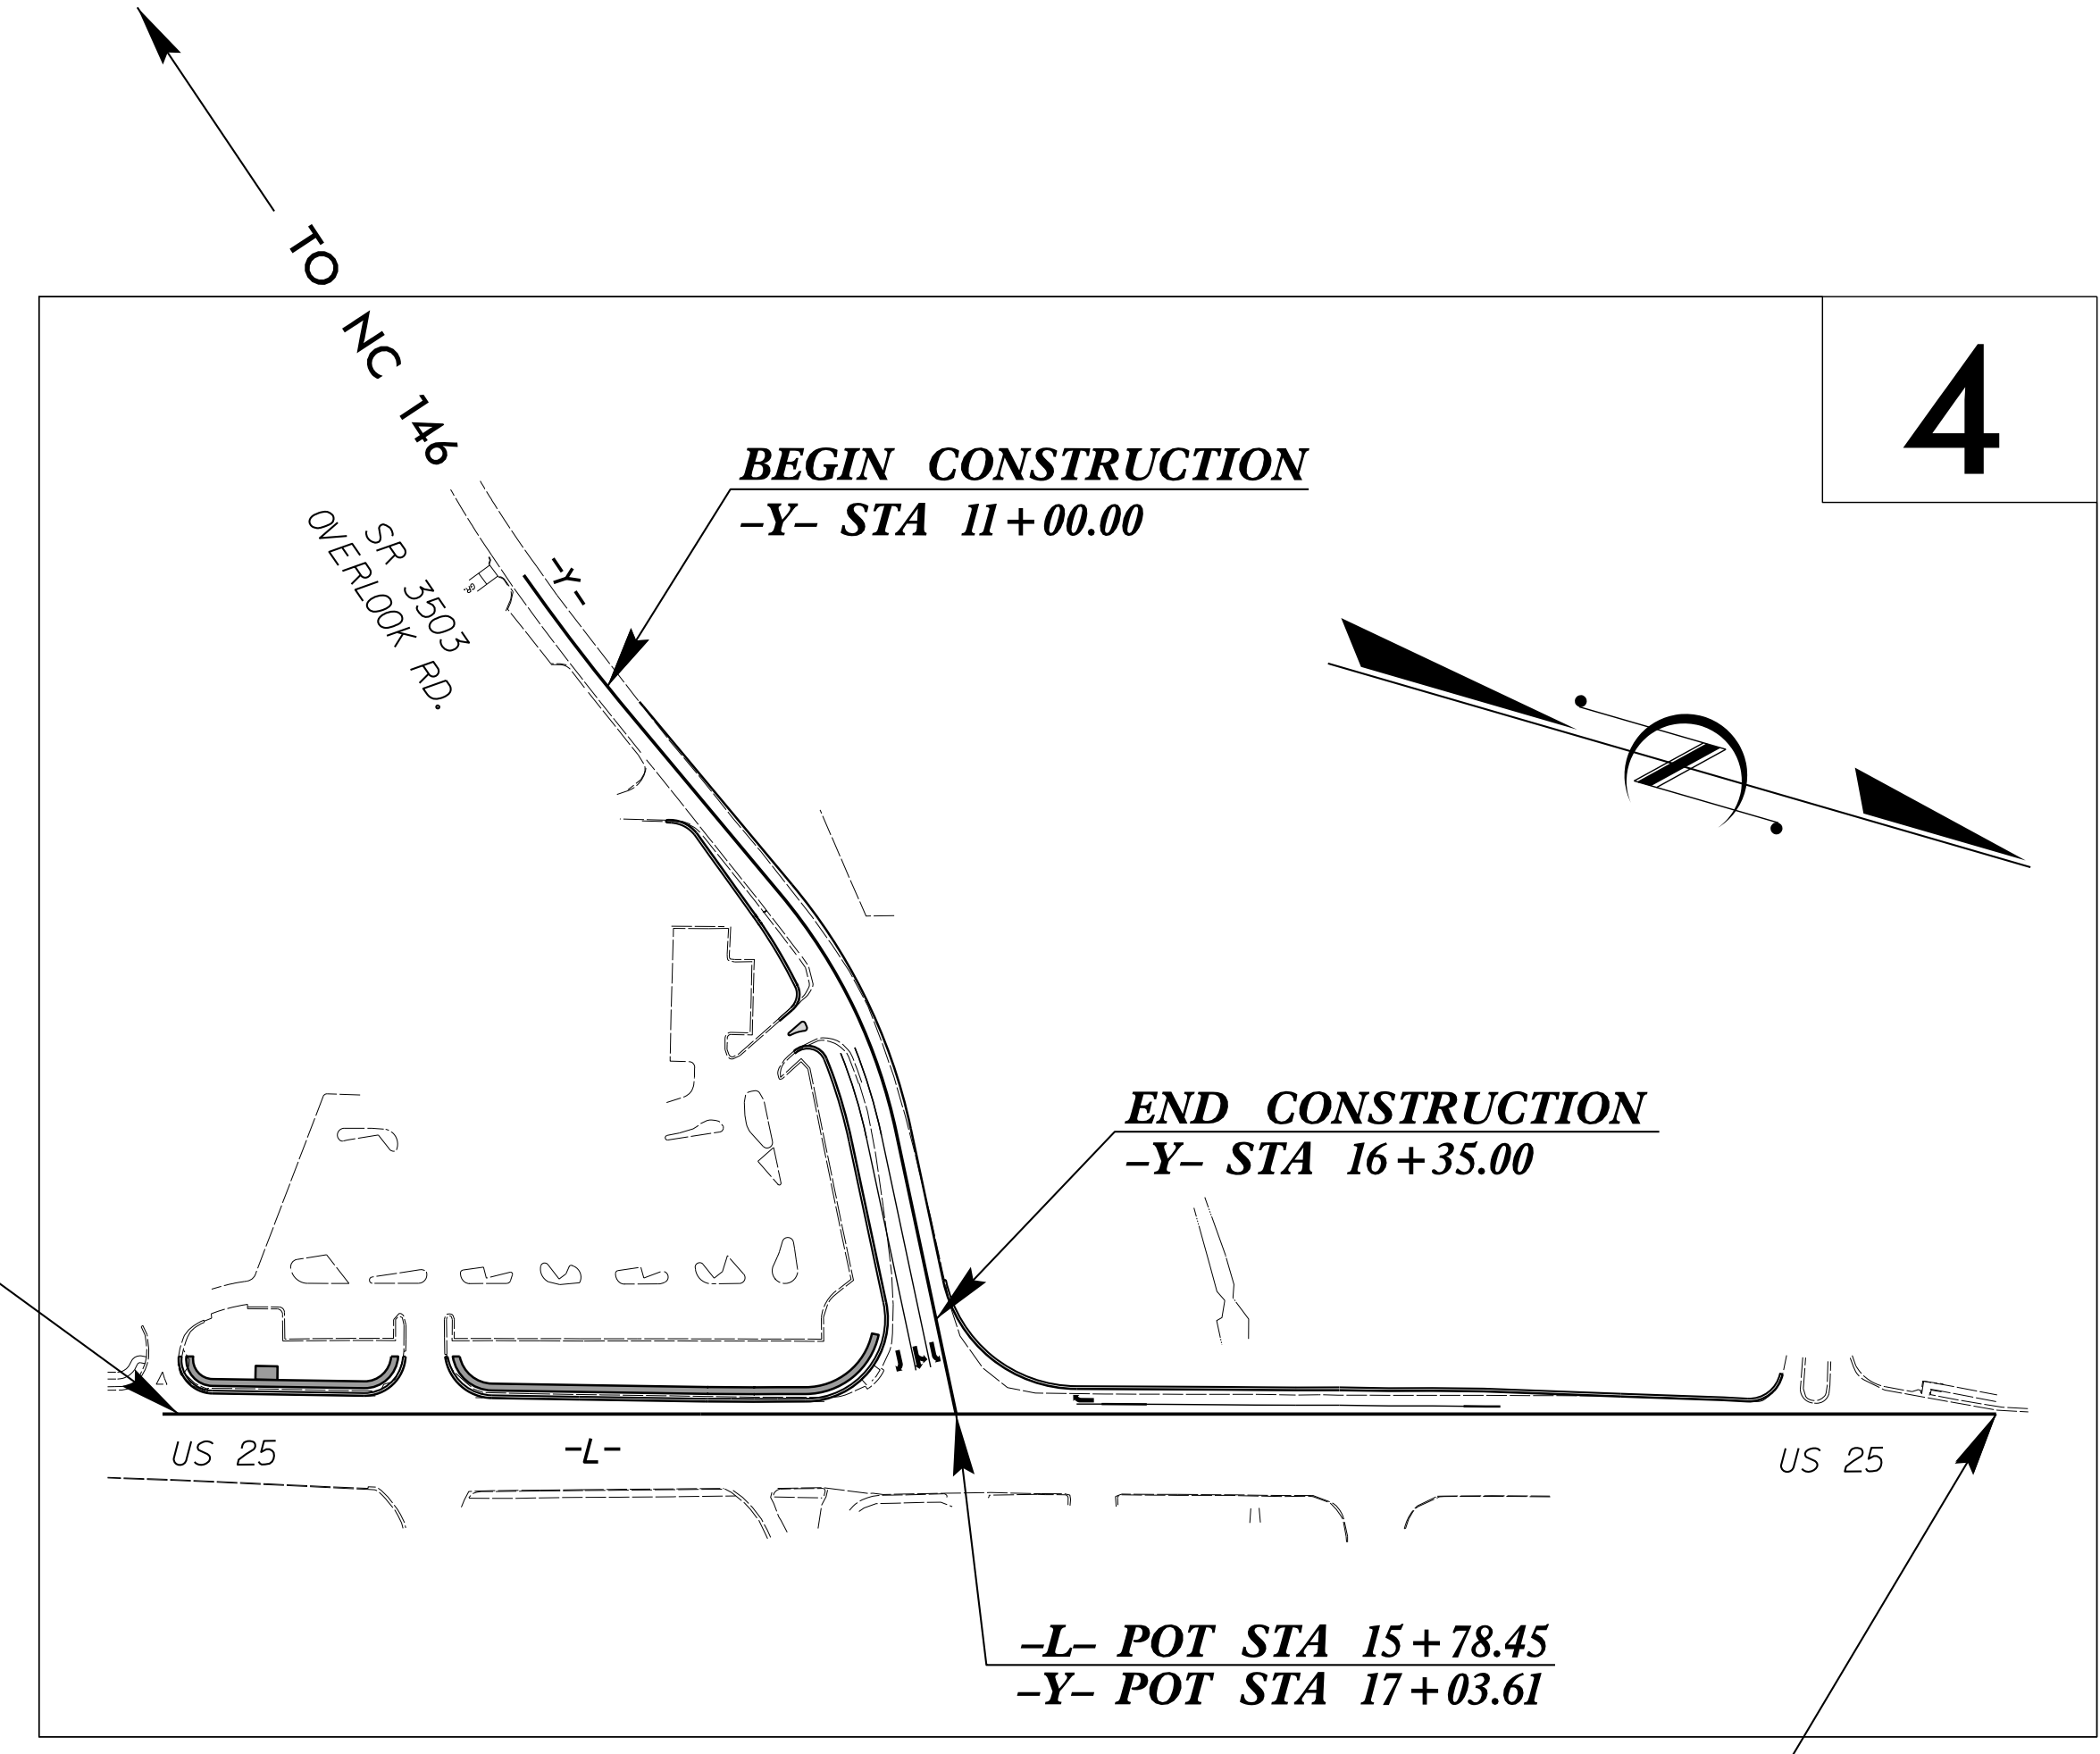 TO NC 146
4
BEGIN CONSTRUCTION
-Y- STA 11+00.00
SR 3503
OVERLOOK RD.
-Y-
GR.
END CONSTRUCTION
-Y- STA 16+35.00
US 25
-L-
US 25
-L- POT STA 15+78.45
-Y- POT STA 17+03.61